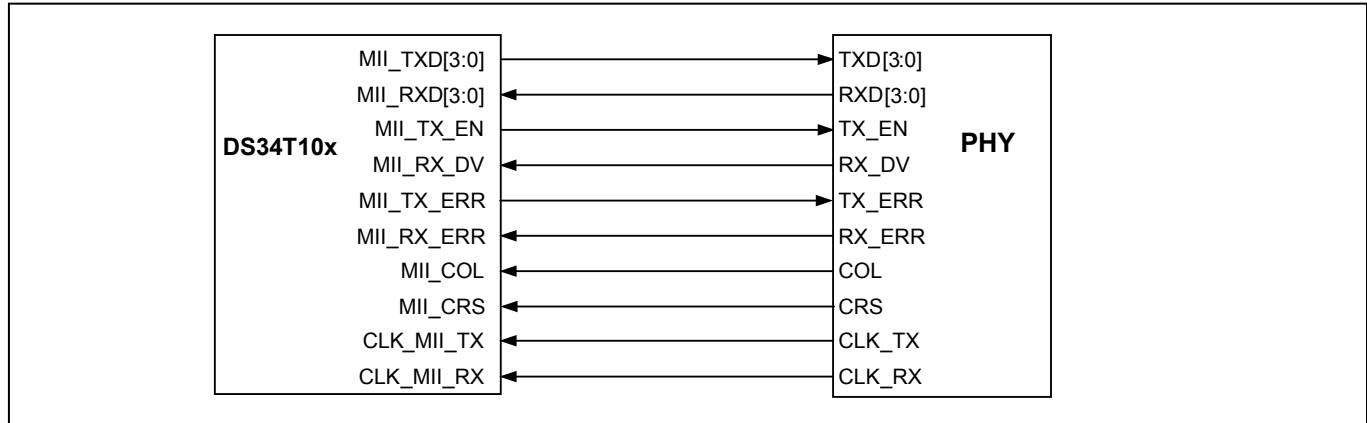 MII_TXD[3:0] TXD[3:0]
MII_RXD[3:0] RXD[3:0]
MII_TX_EN TX_EN
DS34T10x PHY
MII_RX_DV RX_DV
MII_TX_ERR TX_ERR
MII_RX_ERR RX_ERR
MII_COL COL
MII_CRS CRS
CLK_MII_TX CLK_TX
CLK_MII_RX CLK_RX